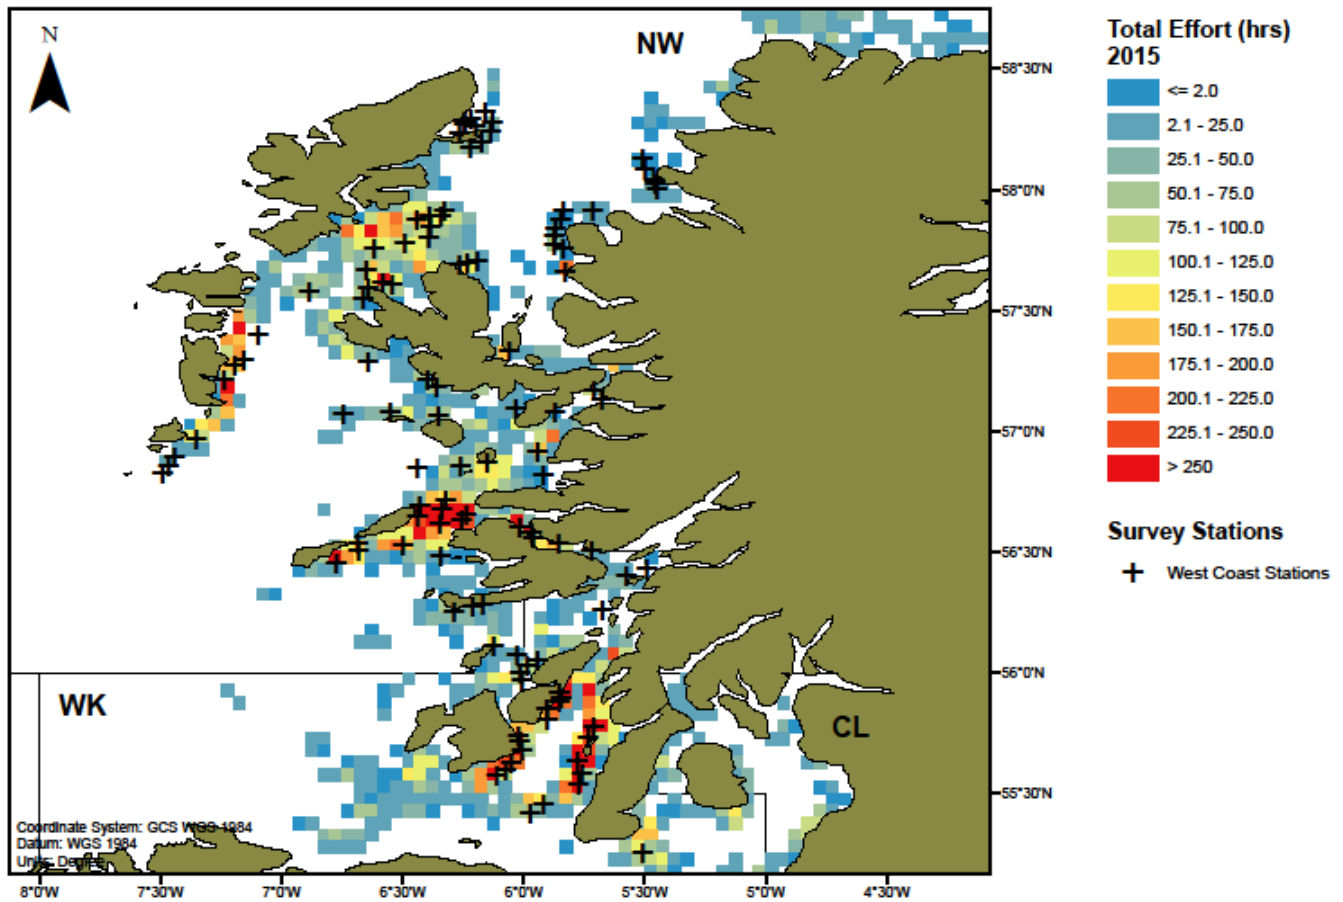 N
NW
WK
CL
58°30'N
58°0'N
57°30'N
57°0'N
56°30'N
56°0'N
55°30'N
Coordinate System: GCS WGS 1984
Datum: WGS 1984
8°0'W
7°30'W
7°0'W
6°30'W
6°0'W
5°30'W
5°0'W
4°30'W
Total Effort (hrs)
2015
<= 2.0
2.1 - 25.0
25.1 - 50.0
50.1 - 75.0
75.1 - 100.0
100.1 - 125.0
125.1 - 150.0
150.1 - 175.0
175.1 - 200.0
200.1 - 225.0
225.1 - 250.0
> 250
Survey Stations
West Coast Stations